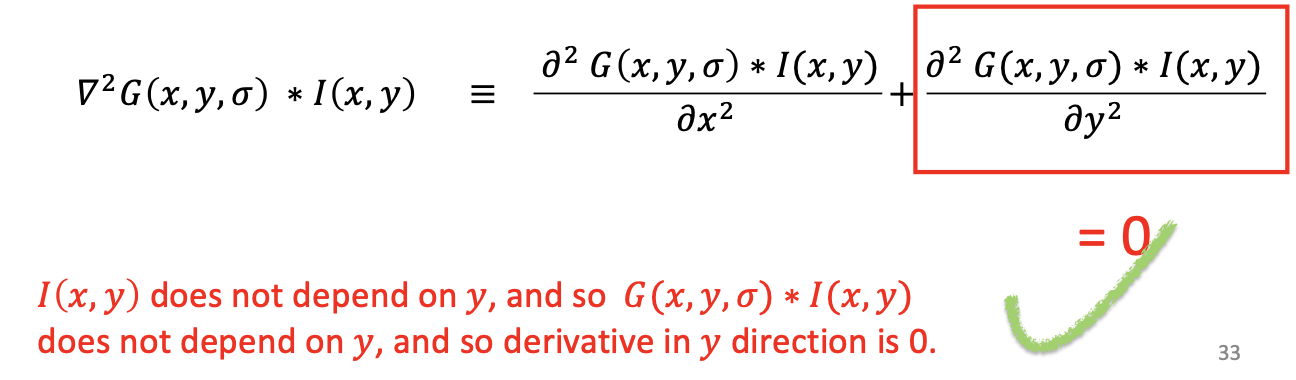 ∇²G(x, y, σ) ∗ I(x, y) ≡ ∂² G(x, y, σ) ∗ I(x, y) / ∂x² + ∂² G(x, y, σ) ∗ I(x, y) / ∂y²
= 0
I(x, y) does not depend on y, and so G(x, y, σ) ∗ I(x, y)
does not depend on y, and so derivative in y direction is 0.
33